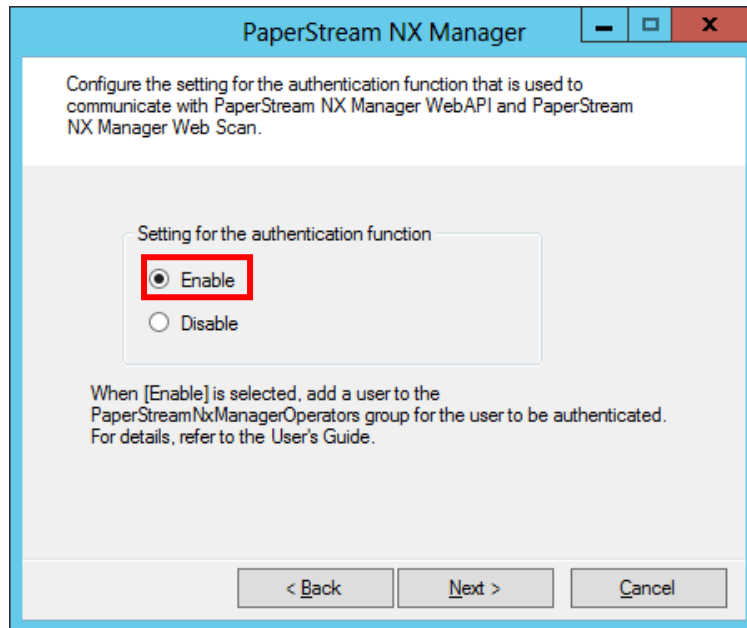 PaperStream NX Manager
Configure the setting for the authentication function that is used to
communicate with PaperStream NX Manager WebAPI and PaperStream
NX Manager Web Scan.
Setting for the authentication function
Enable
Disable
When [Enable] is selected, add a user to the
PaperStreamNxManagerOperators group for the user to be authenticated.
For details, refer to the User's Guide.
< Back Next > Cancel